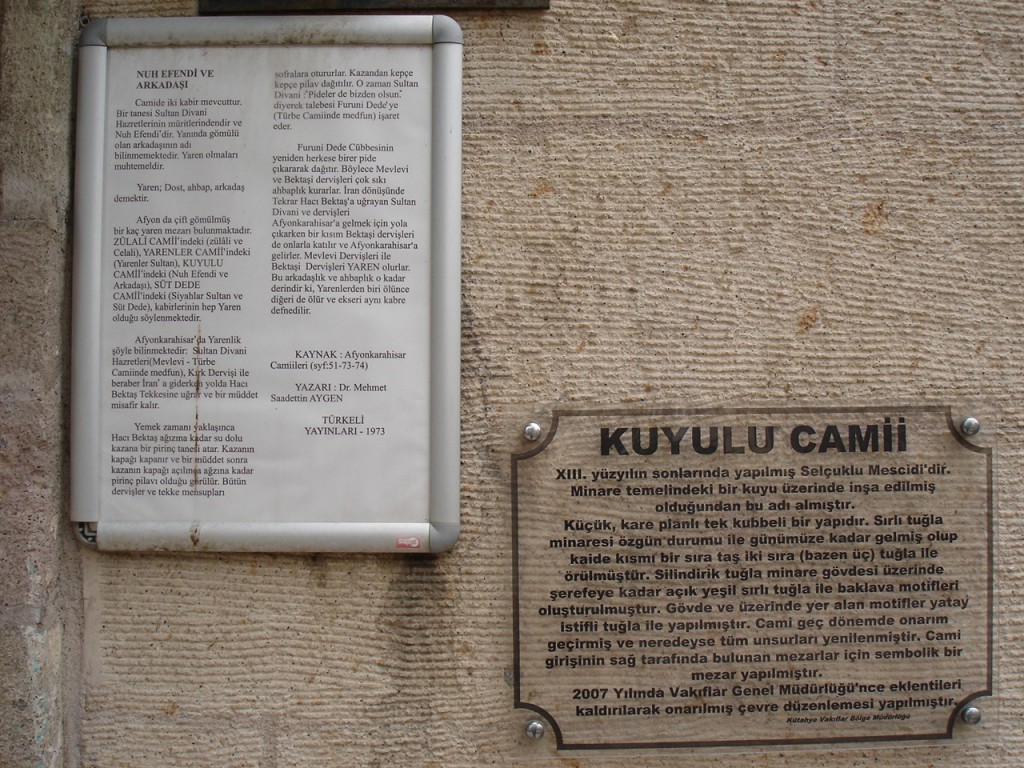 NUH EFENDİ VE
ARKADAŞI
Camide iki kabir mevcuttur.
Bir tanesi Sultan Divani
Hazretlerinin müritlerindendir ve
Nuh Efendi'dir. Yanında gömülü
olan arkadaşının adı
bilinmemektedir. Yaren olmaları
muhtemeldir.
Yaren; Dost, ahbap, arkadaş
demektir.
Afyon da çift gömülmüş
bir kaç yaren mezarı bulunmaktadır.
ZÜLALİ CAMİİ'indeki (zülâli ve
Celali), YARENLER CAMİ'indeki
(Yarenler Sultan), KUYULU
CAMİİ'indeki (Nuh Efendi ve
Arkadaşı), SÜT DEDE
CAMİİ'indeki (Siyahlar Sultan ve
Süt Dede), kabirlerinin hep Yaren
olduğu söylenmektedir.
Afyonkarahisar'da Yarenlik
şöyle bilinmektedir: Sultan Divani
Hazretleri(Mevlevi - Türbe
Camiinde medfun), Kırk Dervişi ile
beraber İran' a giderken yolda Hacı
Bektaş Tekkesine uğrar ve bir müddet
misafir kalır.
Yemek zamanı yaklaşınca
Hacı Bektaş ağızına kadar su dolu
kazana bir pirinç tanesi atar. Kazanın
kapağı kapanır ve bir müddet sonra
kazanın kapağı açılınca ağzına kadar
pirinç pilavı olduğu görülür. Bütün
dervişler ve tekke mensupları
sofralara otururlar. Kazandan kepçe
kepçe pilav dağıtılır. O zaman Sultan
Divani :"Pideler de bizden olsun."
diyerek talebesi Furuni Dede'ye
(Türbe Camiinde medfun) işaret
eder.
Furuni Dede Cübbesinin
yeniden herkese birer pide
çıkararak dağıtır. Böylece Mevlevi
ve Bektaşi dervişleri çok sıkı
ahbaplık kurarlar. İran dönüşünde
Tekrar Hacı Bektaş'a uğrayan Sultan
Divani ve dervişleri
Afyonkarahisar'a gelmek için yola
çıkarken bir kısım Bektaşi dervişleri
de onlarla katılır ve Afyonkarahisar'a
gelirler. Mevlevi Dervişleri ile
Bektaşi Dervişleri YAREN olurlar.
Bu arkadaşlık ve ahbaplık o kadar
derindir ki, Yarenlerden biri ölünce
diğeri de ölür ve ekseri aynı kabre
defnedilir.
KAYNAK : Afyonkarahisar
Camiileri (syf:51-73-74)
YAZARI : Dr. Mehmet
Saadettin AYGEN
TÜRKELİ
YAYINLARI - 1973
KUYULU CAMİİ
XIII. yüzyılın sonlarında yapılmış Selçuklu Mescidi'dir.
Minare temelindeki bir kuyu üzerinde inşa edilmiş
olduğundan bu adı almıştır.
Küçük, kare planlı tek kubbeli bir yapıdır. Sırlı tuğla
minaresi özgün durumu ile günümüze kadar gelmiş olup
kaide kısmı bir sıra taş iki sıra (bazen üç) tuğla ile
örülmüştür. Silindirik tuğla minare gövdesi üzerinde
şerefeye kadar açık yeşil sırlı tuğla ile baklava motifleri
oluşturulmuştur. Gövde ve üzerinde yer alan motifler yatay
istifli tuğla ile yapılmıştır. Cami geç dönemde onarım
geçirmiş ve neredeyse tüm unsurları yenilenmiştir. Cami
girişinin sağ tarafında bulunan mezarlar için sembolik bir
mezar yapılmıştır.
2007 Yılında Vakıflar Genel Müdürlüğü'nce eklentileri
kaldırılarak onarılmış çevre düzenlemesi yapılmıştır.
Kütahya Vakıflar Bölge Müdürlüğü